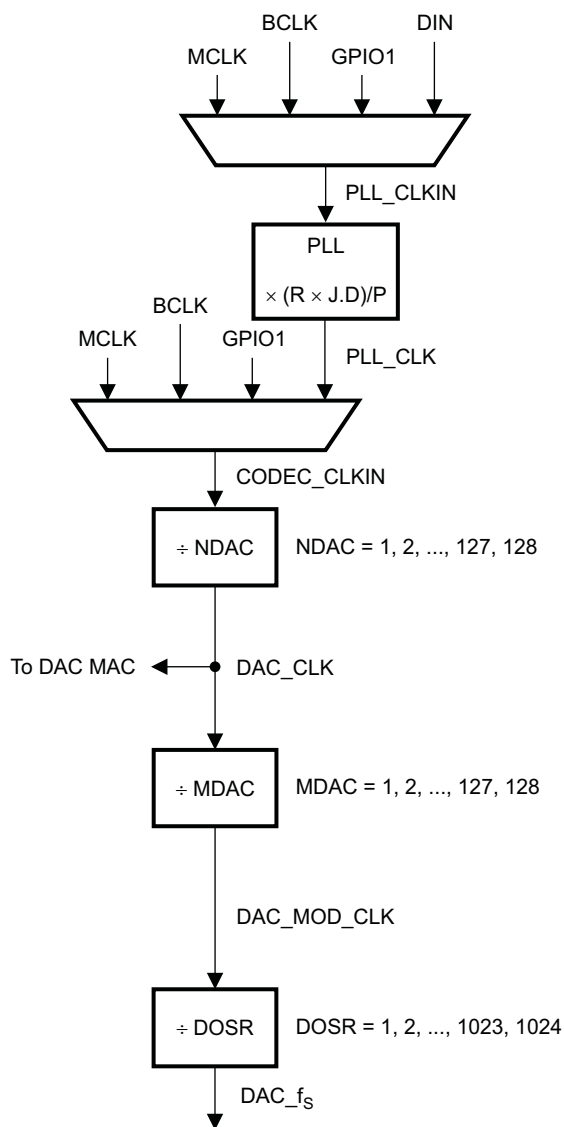 BCLK
DIN
MCLK
GPIO1
PLL_CLKIN
PLL
× (R × J.D)/P
BCLK
MCLK
GPIO1
PLL_CLK
CODEC_CLKIN
÷ NDAC
NDAC = 1, 2, ..., 127, 128
To DAC MAC
DAC_CLK
÷ MDAC
MDAC = 1, 2, ..., 127, 128
DAC_MOD_CLK
÷ DOSR
DOSR = 1, 2, ..., 1023, 1024
DAC_fS